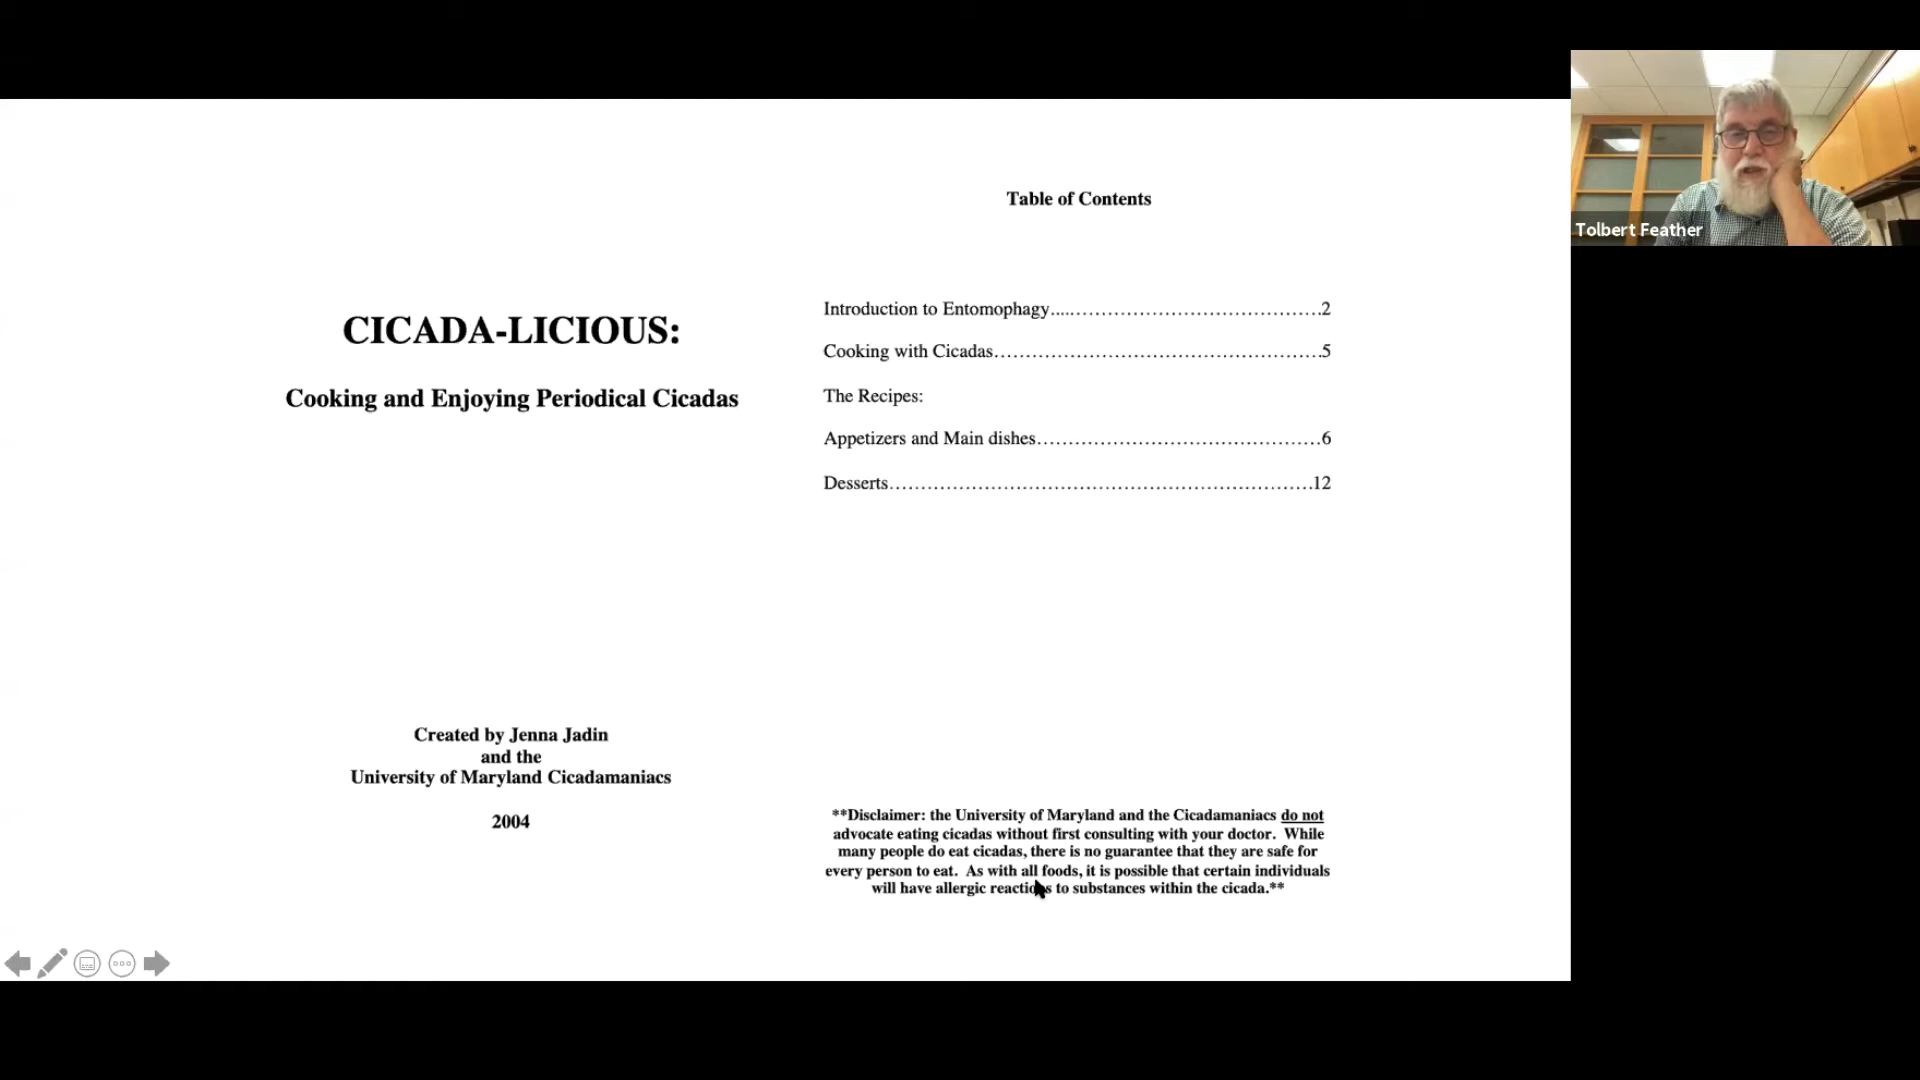 CICADA-LICIOUS:
Cooking and Enjoying Periodical Cicadas
Created by Jenna Jadin
and the
University of Maryland Cicadamaniacs
2004
Table of Contents
Introduction to Entomophagy....…………………………………….2
Cooking with Cicadas……………………………………………….5
The Recipes:
Appetizers and Main dishes………………………………………….6
Desserts…………………………………………………………….12
**Disclaimer: the University of Maryland and the Cicadamaniacs do not
advocate eating cicadas without first consulting with your doctor.  While
many people do eat cicadas, there is no guarantee that they are safe for
every person to eat.  As with all foods, it is possible that certain individuals
will have allergic reactions to substances within the cicada.**
Tolbert Feather